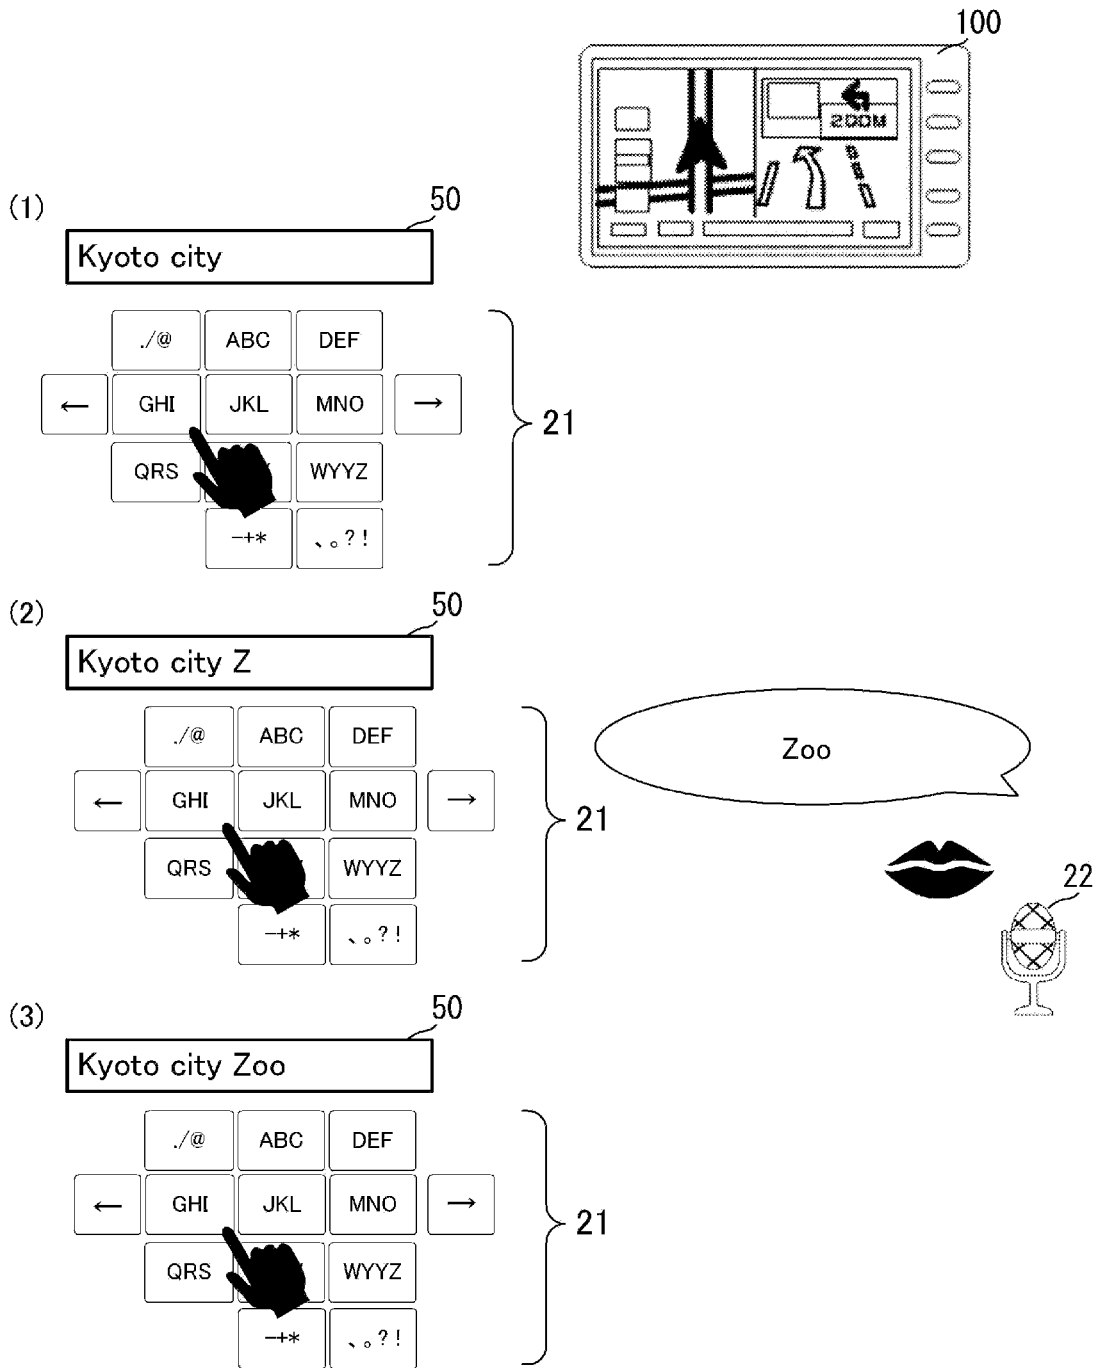 100
ZOOM
(1)
50
Kyoto city
./@ ABC DEF
← GHI JKL MNO →
21
QRS WYYZ
-+* 、。?!
(2)
50
Kyoto city Z
./@ ABC DEF
Zoo
← GHI JKL MNO →
21
QRS WYYZ
22
-+* 、。?!
(3)
50
Kyoto city Zoo
./@ ABC DEF
← GHI JKL MNO →
21
QRS WYYZ
-+* 、。?!